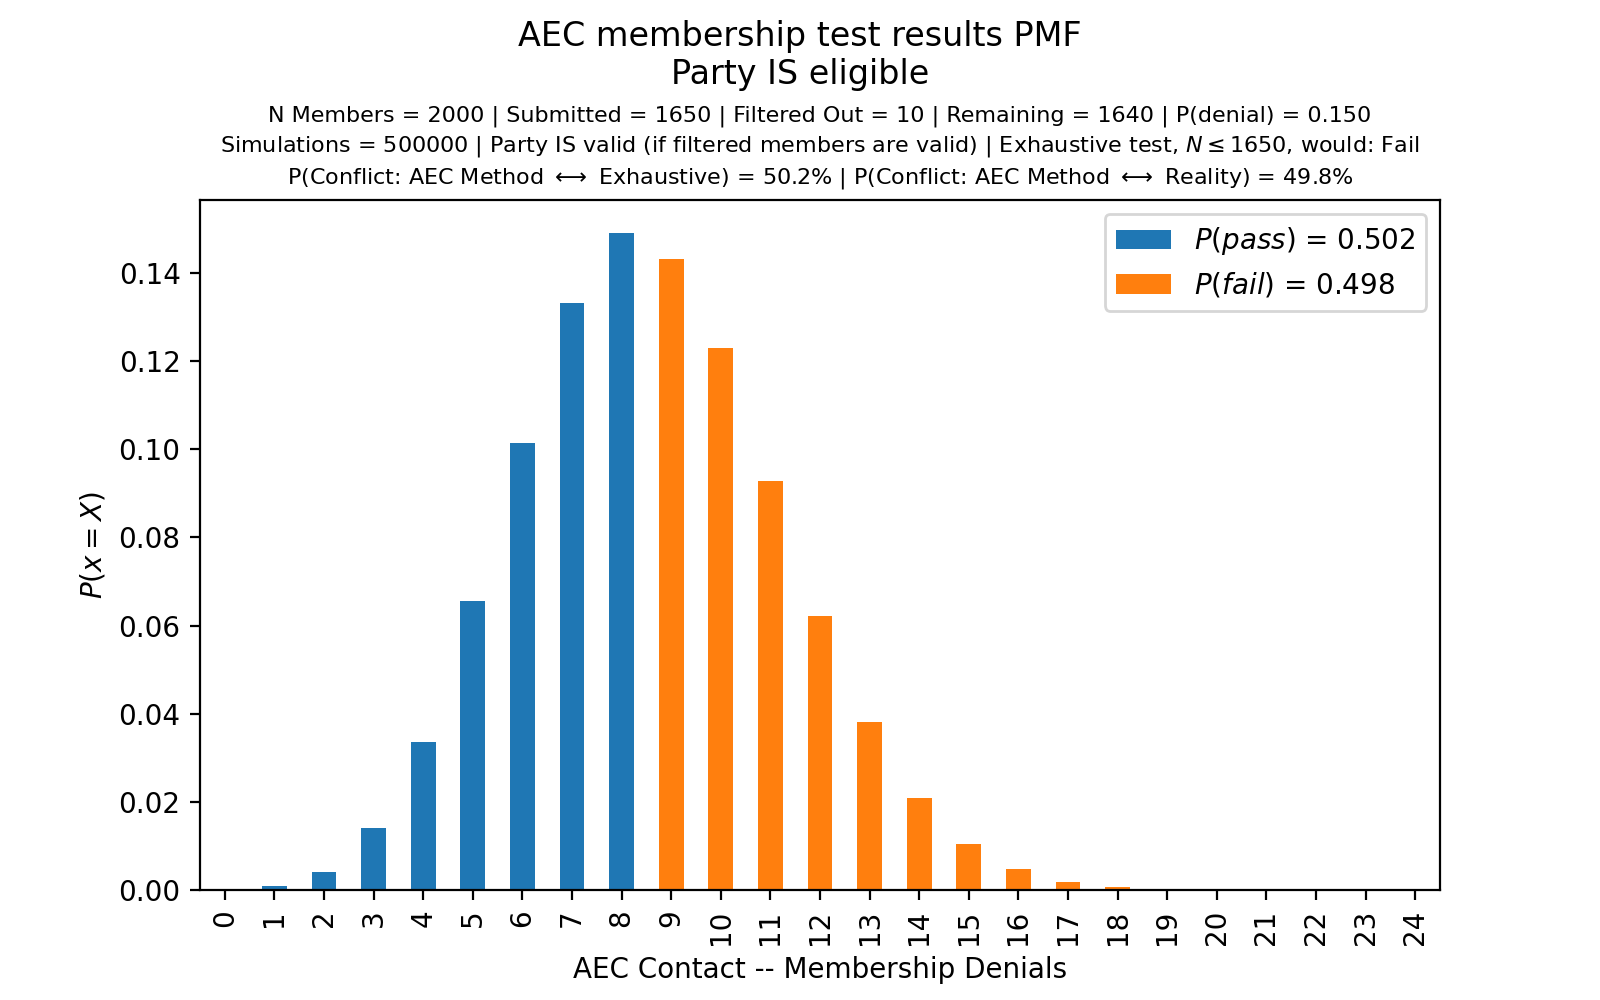 AEC membership test results PMF
Party IS eligible
N Members = 2000 | Submitted = 1650 | Filtered Out = 10 | Remaining = 1640 | P(denial) = 0.150
Simulations = 500000 | Party IS valid (if filtered members are valid) | Exhaustive test, N ≤ 1650, would: Fail
P(Conflict: AEC Method ⟷ Exhaustive) = 50.2% | P(Conflict: AEC Method ⟷ Reality) = 49.8%
P(pass) = 0.502
P(fail) = 0.498
0.14
0.12
0.10
0.08
0.06
0.04
0.02
0.00
P(x = X)
0 1 2 3 4 5 6 7 8 9 10 11 12 13 14 15 16 17 18 19 20 21 22 23 24
AEC Contact -- Membership Denials